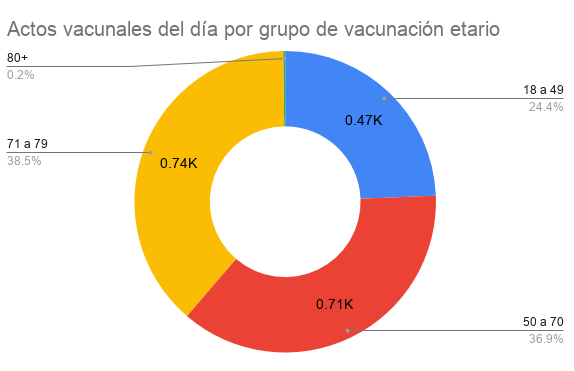 Actos vacunales del día por grupo de vacunación etario
80+
0.2%
18 a 49
24.4%
0.47K
71 a 79
38.5%
0.74K
0.71K
50 a 70
36.9%